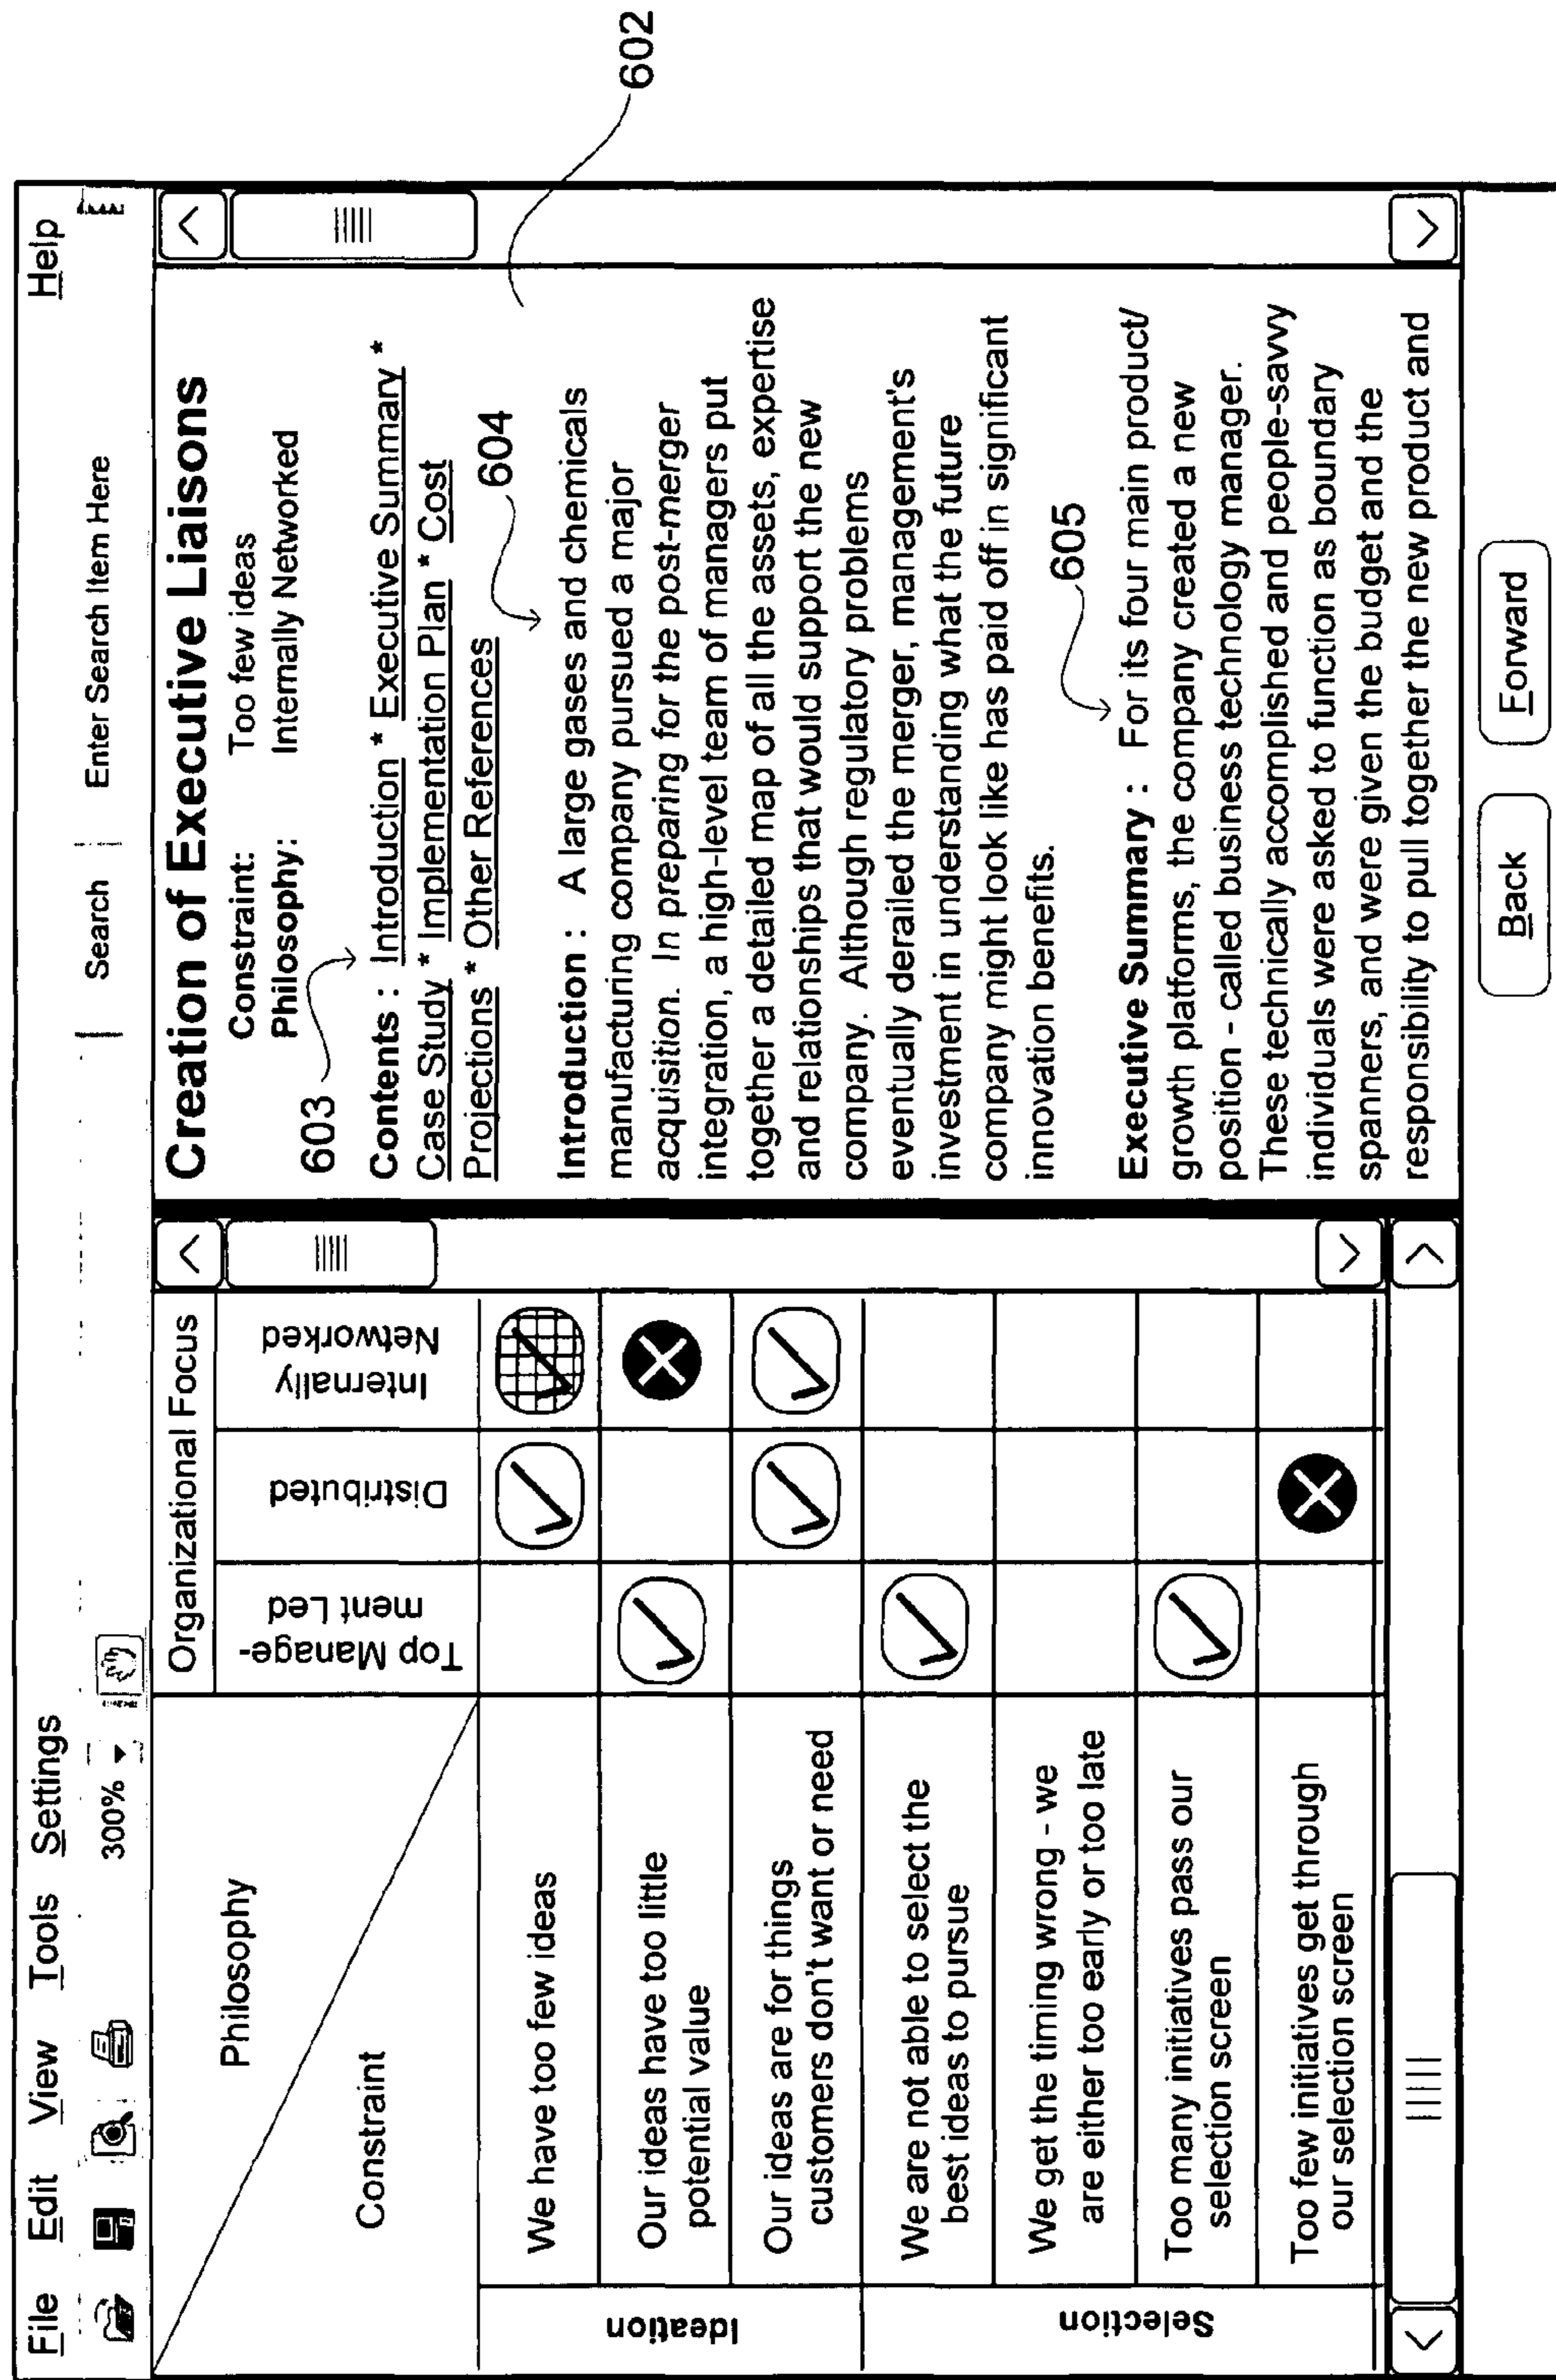 File Edit View Tools Settings Help
300% Search Enter Search Item Here
Philosophy
Constraint
Organizational Focus
Top Manage-
ment Led
Distributed
Internally
Networked
Ideation
We have too few ideas
Our ideas have too little
potential value
Our ideas are for things
customers don't want or need
Selection
We are not able to select the
best ideas to pursue
We get the timing wrong - we
are either too early or too late
Too many initiatives pass our
selection screen
Too few initiatives get through
our selection screen
Creation of Executive Liaisons
Constraint: Too few ideas
Philosophy: Internally Networked
603
Contents : Introduction * Executive Summary *
Case Study * Implementation Plan * Cost
Projections * Other References
604
602
Introduction : A large gases and chemicals
manufacturing company pursued a major
acquisition. In preparing for the post-merger
integration, a high-level team of managers put
together a detailed map of all the assets, expertise
and relationships that would support the new
company. Although regulatory problems
eventually derailed the merger, management's
investment in understanding what the future
company might look like has paid off in significant
innovation benefits.
605
Executive Summary : For its four main product/
growth platforms, the company created a new
position - called business technology manager.
These technically accomplished and people-savvy
individuals were asked to function as boundary
spanners, and were given the budget and the
responsibility to pull together the new product and
Back Forward